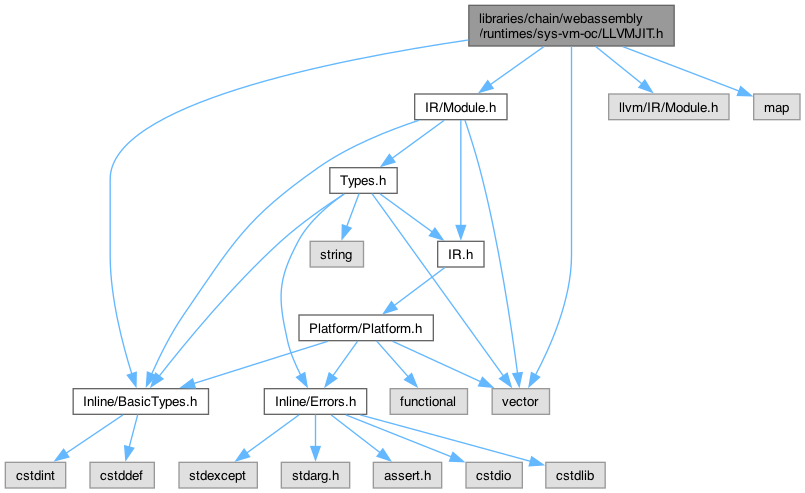 libraries/chain/webassembly
/runtimes/sys-vm-oc/LLVMJIT.h
IR/Module.h
llvm/IR/Module.h
map
Types.h
string
IR.h
Platform/Platform.h
Inline/BasicTypes.h
Inline/Errors.h
functional
vector
cstdint
cstddef
stdexcept
stdarg.h
assert.h
cstdio
cstdlib